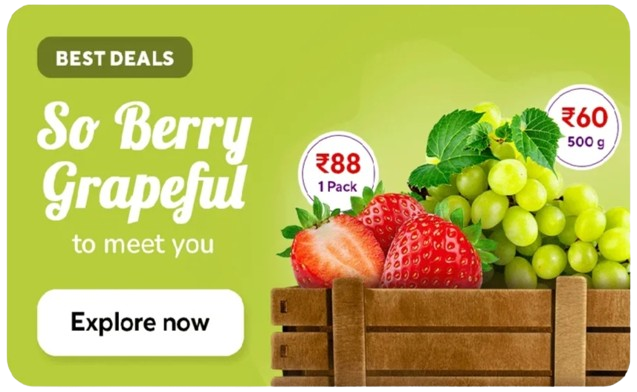 BEST DEALS
So Berry
Grapeful
to meet you
Explore now
₹88
1 Pack
₹60
500 g